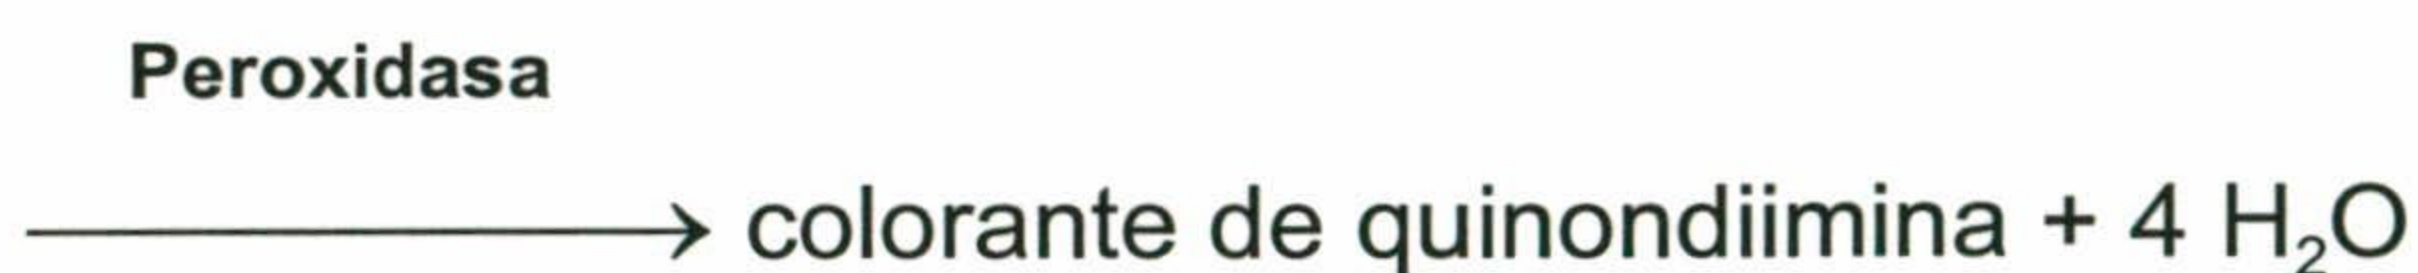 Peroxidasa
⟶ colorante de quinondiimina + 4 H₂O